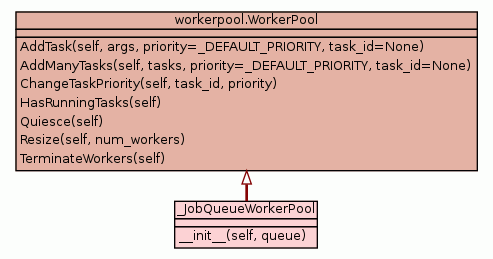 workerpool.WorkerPool
AddTask(self, args, priority=_DEFAULT_PRIORITY, task_id=None)
AddManyTasks(self, tasks, priority=_DEFAULT_PRIORITY, task_id=None)
ChangeTaskPriority(self, task_id, priority)
HasRunningTasks(self)
Quiesce(self)
Resize(self, num_workers)
TerminateWorkers(self)
_JobQueueWorkerPool
__init__(self, queue)